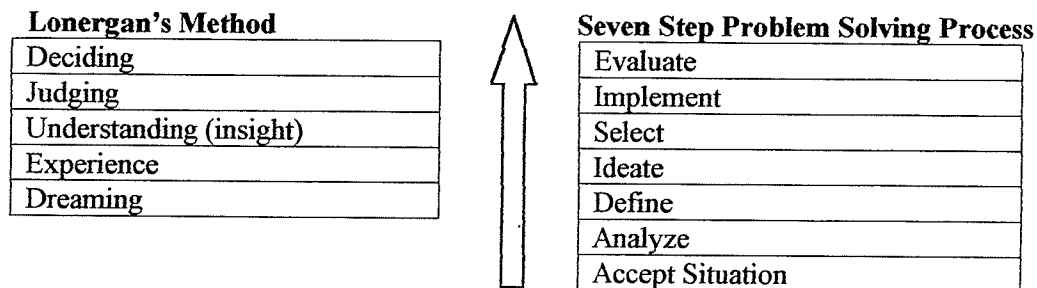 Lonergan's Method
Deciding
Judging
Understanding (insight)
Experience
Dreaming
Seven Step Problem Solving Process
Evaluate
Implement
Select
Ideate
Define
Analyze
Accept Situation